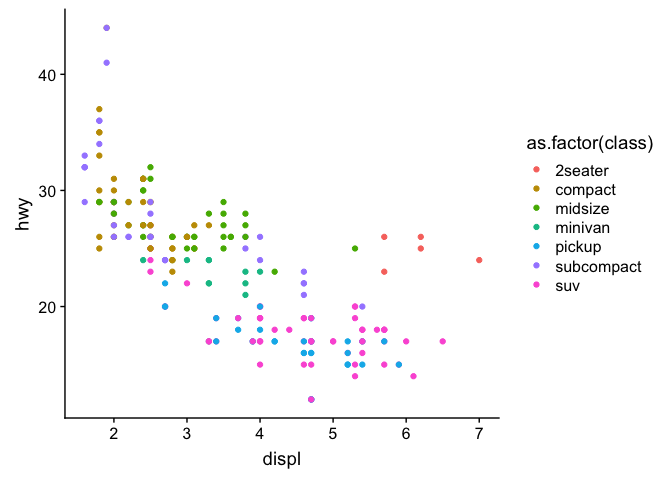 40
30
20
hwy
2 3 4 5 6 7
displ
as.factor(class)
2seater
compact
midsize
minivan
pickup
subcompact
suv